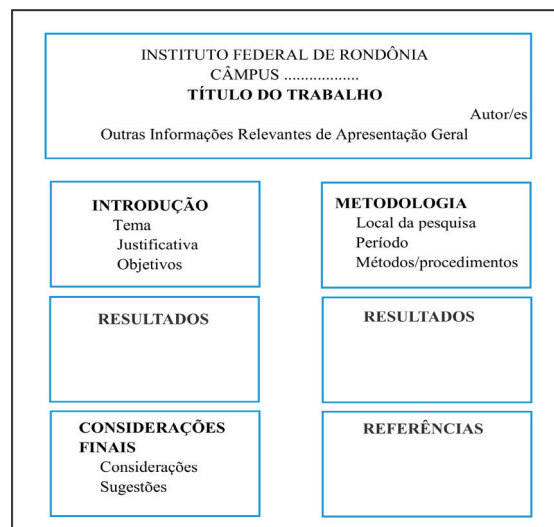 INSTITUTO FEDERAL DE RONDÔNIA
CÂMPUS ..................
TÍTULO DO TRABALHO
Autor/es
Outras Informações Relevantes de Apresentação Geral
INTRODUÇÃO
Tema
Justificativa
Objetivos
METODOLOGIA
Local da pesquisa
Período
Métodos/procedimentos
RESULTADOS
RESULTADOS
CONSIDERAÇÕES
FINAIS
Considerações
Sugestões
REFERÊNCIAS